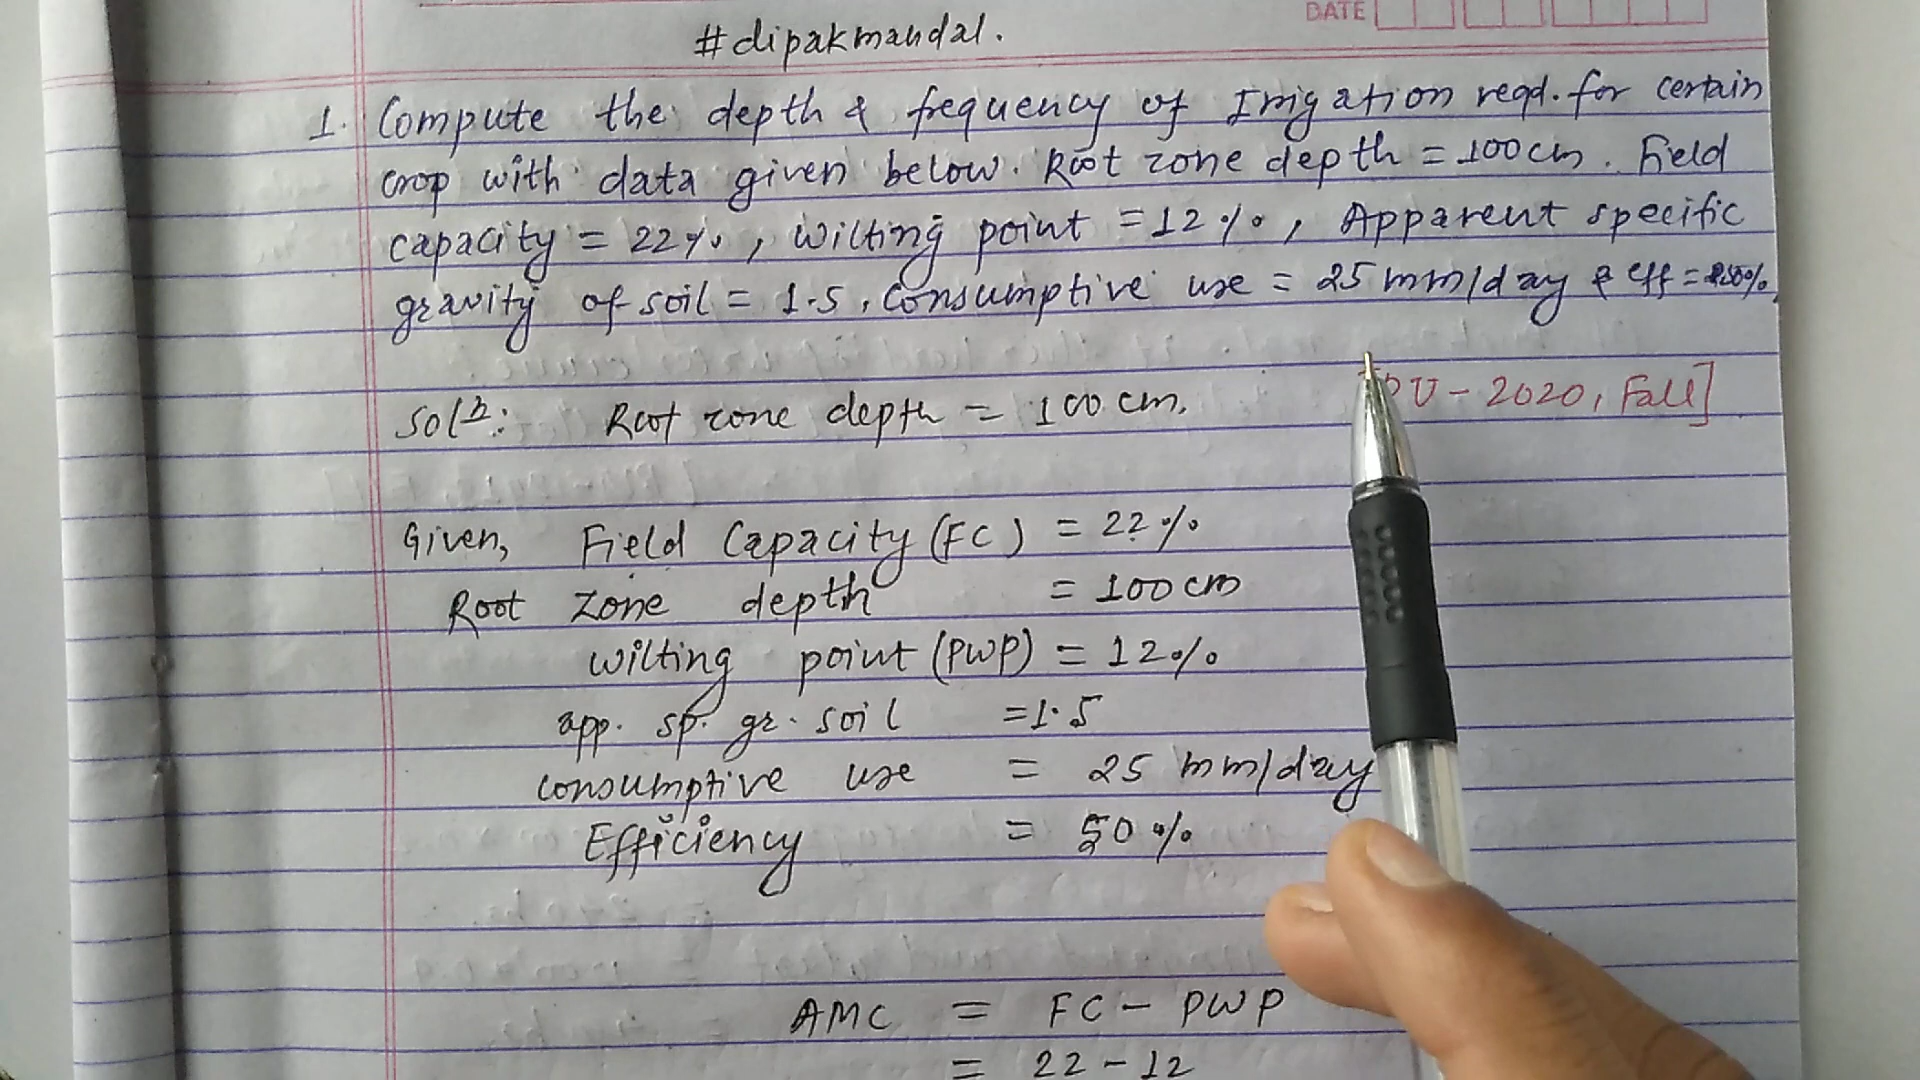 DATE
#dipakmandal.
1. Compute the depth & frequency of Irrigation reqd. for certain
crop with data given below. Root zone depth = 100cm. Field
capacity = 22%, wilting point = 12%, Apparent specific
gravity of soil = 1.5, Consumptive use = 25 mm/day & eff = 50%,
[PU - 2020, Fall]
Solⁿ: Root zone depth = 100 cm.
Given, Field Capacity (FC) = 22%
Root zone depth = 100 cm
wilting point (PWP) = 12%
app. sp. gr. soil = 1.5
consumptive use = 25 mm/day
Efficiency = 50%
AMC = FC - PWP
= 22 - 12